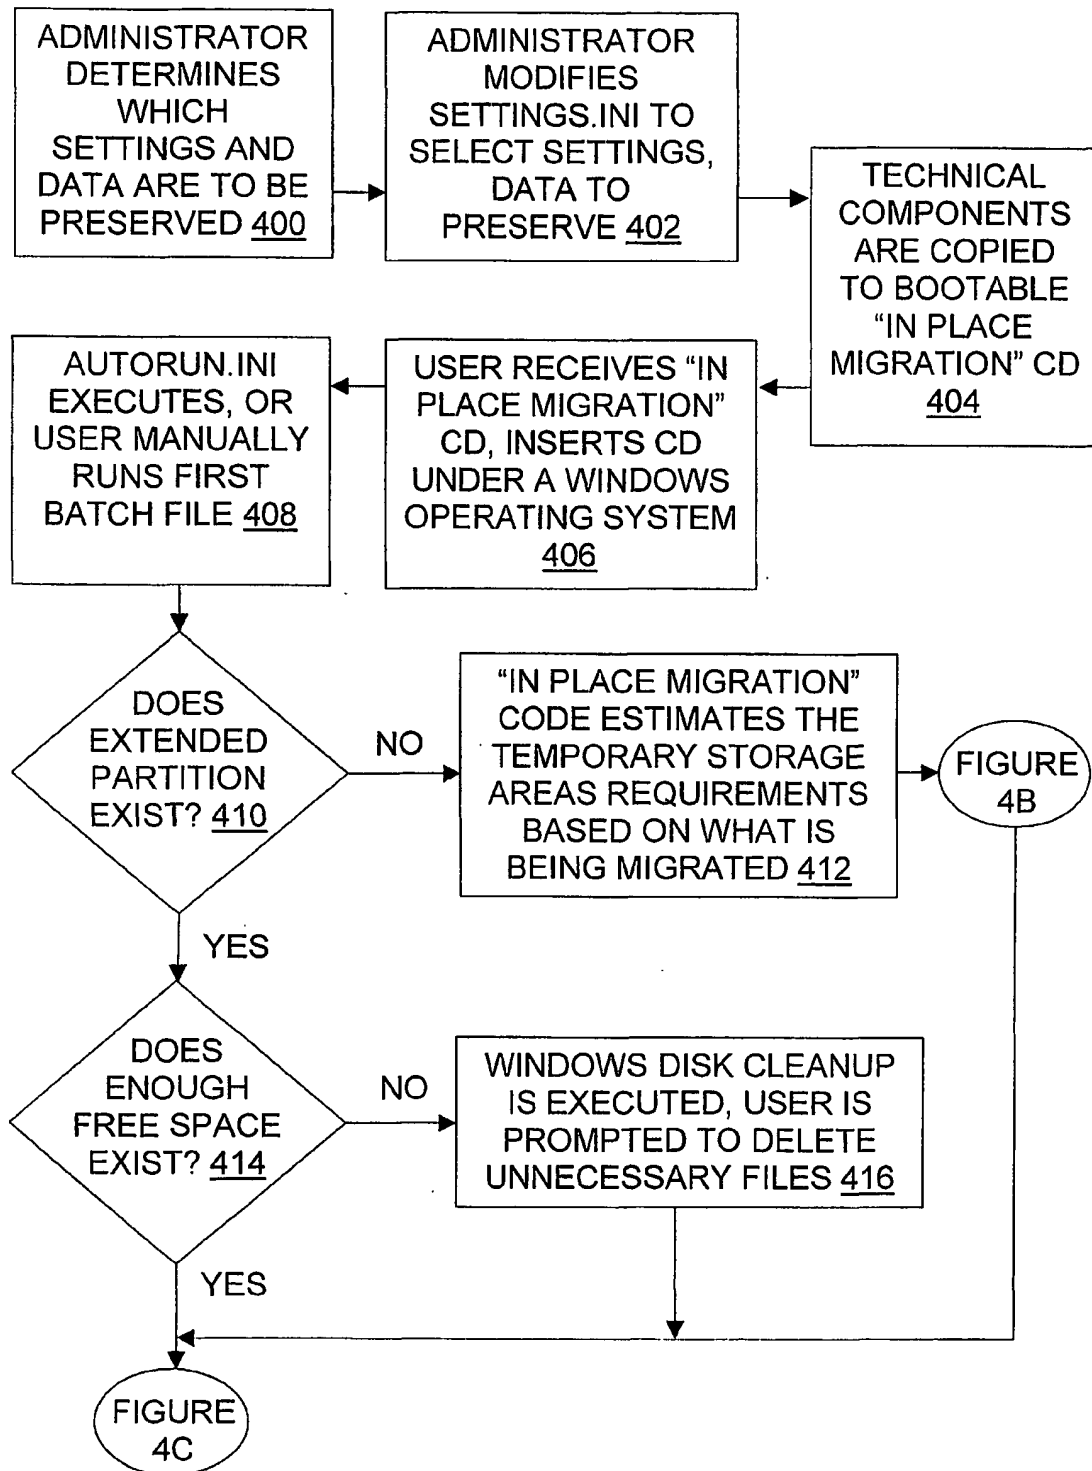 ADMINISTRATOR
DETERMINES
WHICH
SETTINGS AND
DATA ARE TO BE
PRESERVED 400
ADMINISTRATOR
MODIFIES
SETTINGS.INI TO
SELECT SETTINGS,
DATA TO
PRESERVE 402
TECHNICAL
COMPONENTS
ARE COPIED
TO BOOTABLE
“IN PLACE
MIGRATION” CD
404
USER RECEIVES “IN
PLACE MIGRATION”
CD, INSERTS CD
UNDER A WINDOWS
OPERATING SYSTEM
406
AUTORUN.INI
EXECUTES, OR
USER MANUALLY
RUNS FIRST
BATCH FILE 408
DOES
EXTENDED
PARTITION
EXIST? 410
NO
“IN PLACE MIGRATION”
CODE ESTIMATES THE
TEMPORARY STORAGE
AREAS REQUIREMENTS
BASED ON WHAT IS
BEING MIGRATED 412
FIGURE
4B
YES
DOES
ENOUGH
FREE SPACE
EXIST? 414
NO
WINDOWS DISK CLEANUP
IS EXECUTED, USER IS
PROMPTED TO DELETE
UNNECESSARY FILES 416
YES
FIGURE
4C